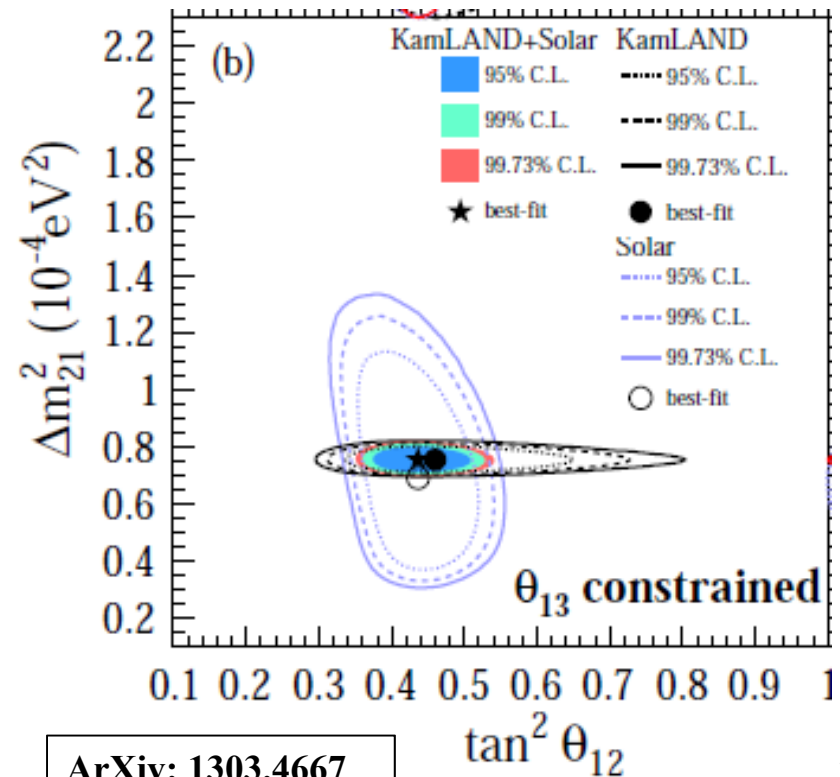 (b)
KamLAND+Solar KamLAND
95% C.L. 95% C.L.
99% C.L. 99% C.L.
99.73% C.L. 99.73% C.L.
best-fit best-fit
Solar
95% C.L.
99% C.L.
99.73% C.L.
best-fit
2.2
2
1.8
1.6
1.4
1.2
1
0.8
0.6
0.4
0.2
Δm²₂₁ (10⁻⁴eV²)
θ₁₃ constrained
0.1 0.2 0.3 0.4 0.5 0.6 0.7 0.8 0.9 1
tan² θ₁₂
ArXiv: 1303.4667